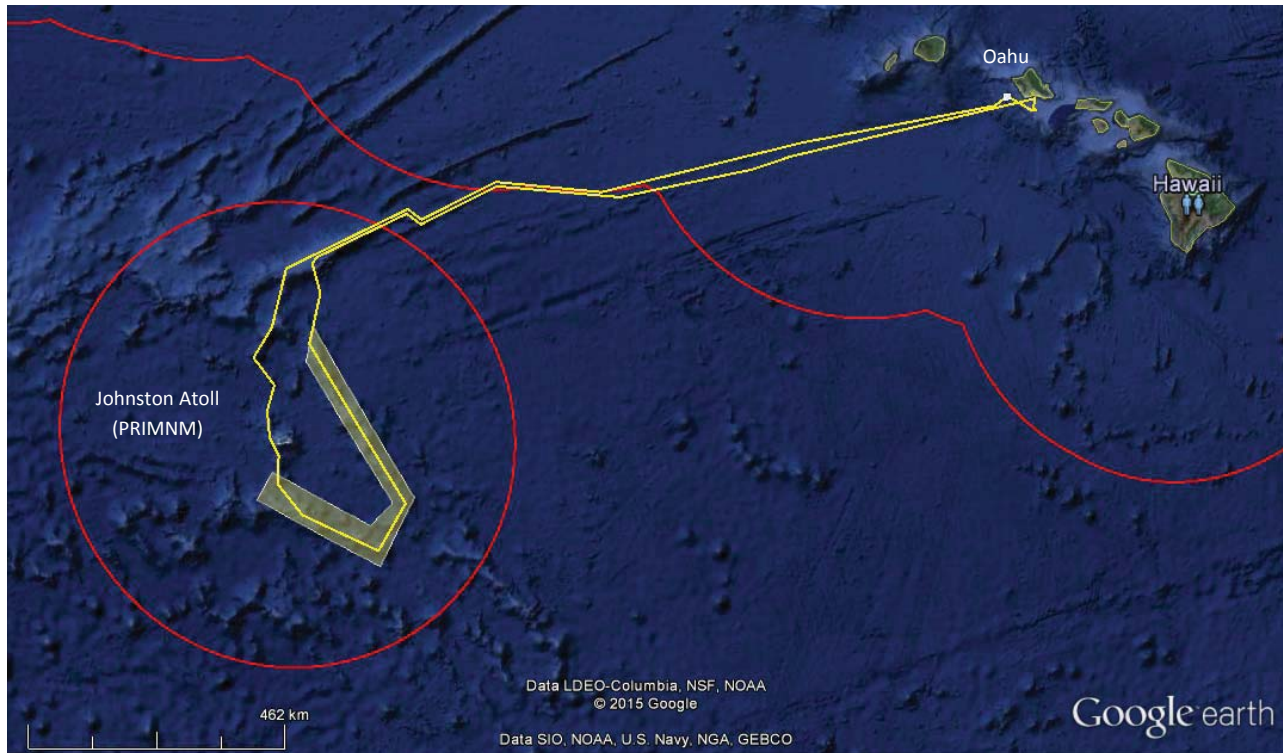 Oahu
Hawaii
Johnston Atoll
(PRIMNM)
Data LDEO-Columbia, NSF, NOAA
© 2015 Google
462 km
Google earth
Data SIO, NOAA, U.S. Navy, NGA, GEBCO